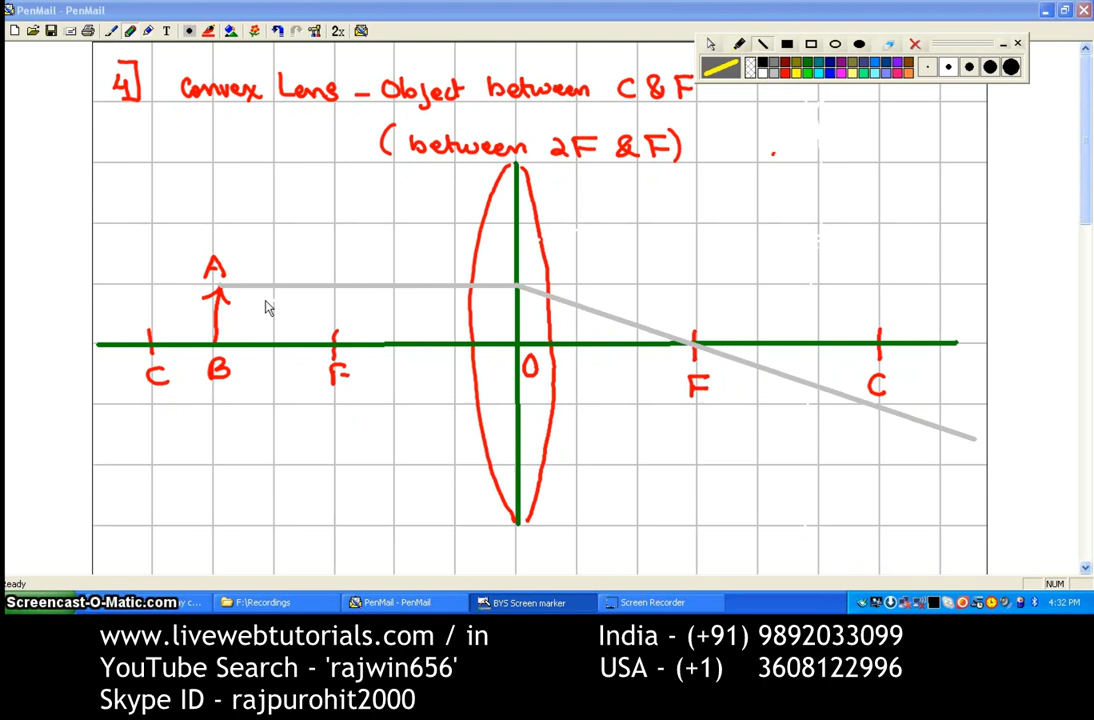 PenMail - PenMail
T
2x
4] Convex Lens - Object between C & F
(between 2F & F)
A
C B F O F C
Ready
NUM
Screencast-O-Matic.com
F:\Recordings
PenMail - PenMail
BYS Screen marker
Screen Recorder
4:32 PM
www.livewebtutorials.com / in India - (+91) 9892033099
YouTube Search - 'rajwin656' USA - (+1) 3608122996
Skype ID - rajpurohit2000